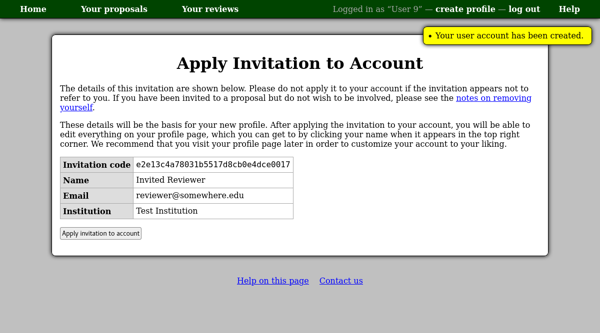 Home Your proposals Your reviews Logged in as “User 9” — create profile — log out Help
• Your user account has been created.
Apply Invitation to Account
The details of this invitation are shown below. Please do not apply it to your account if the invitation appears not to
refer to you. If you have been invited to a proposal but do not wish to be involved, please see the notes on removing
yourself.
These details will be the basis for your new profile. After applying the invitation to your account, you will be able to
edit everything on your profile page, which you can get to by clicking your name when it appears in the top right
corner. We recommend that you visit your profile page later in order to customize your account to your liking.
Invitation code e2e13c4a78031b5517d8cb0e4dce0017
Name Invited Reviewer
Email reviewer@somewhere.edu
Institution Test Institution
Apply invitation to account
Help on this page Contact us